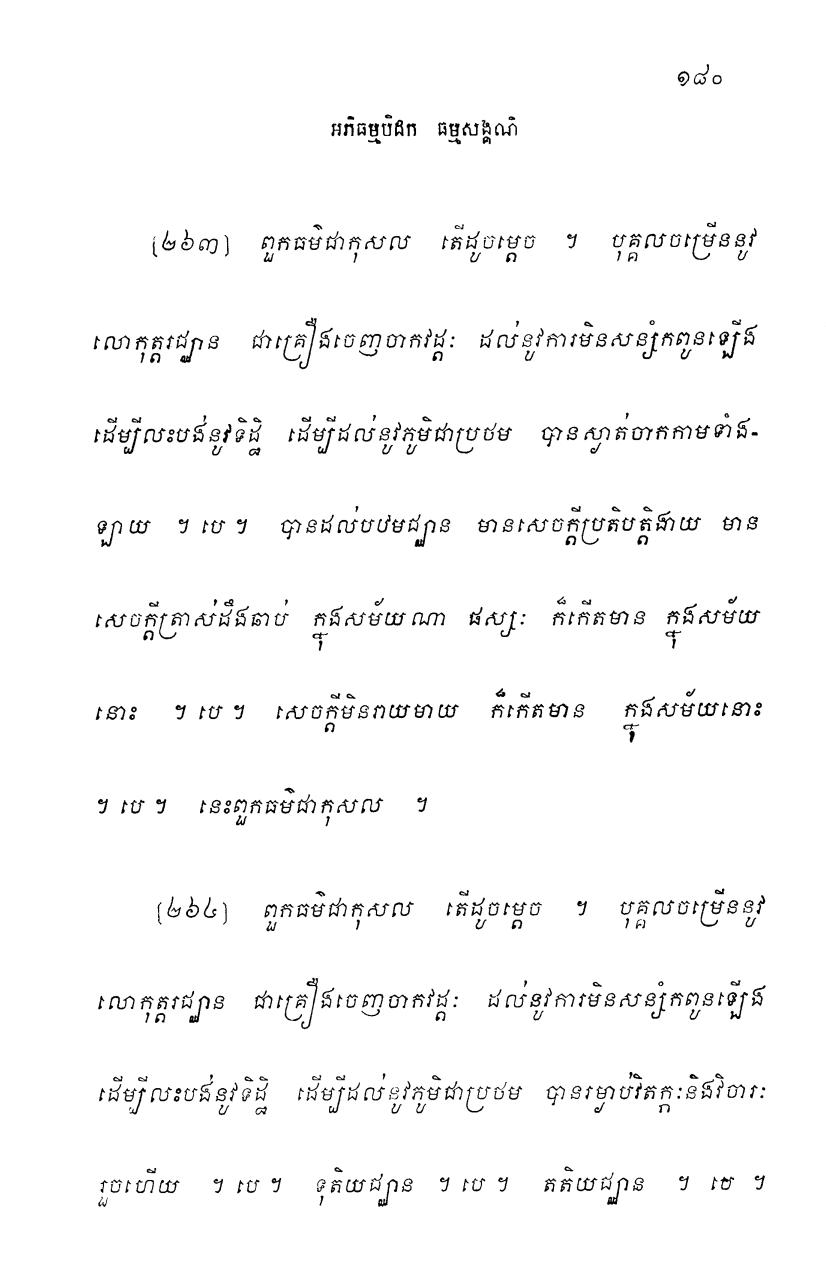 ១៨០
អភិធម្មបិដក ធម្មសង្គណិ
[២៦៣] ពួកធម៌ជាកុសល តើដូចម្តេច ។ បុគ្គលចម្រើននូវ
លោកុត្តរជ្ឈាន ជាគ្រឿងចេញចាកវដ្តៈ ដល់នូវការមិនសន្សំកពូនឡើង
ដើម្បីលះបង់នូវទិដ្ឋិ ដើម្បីដល់នូវភូមិជាប្រថម បានស្ងាត់ចាកកាមទាំង-
ឡាយ ។ បេ ។ បានដល់បឋមជ្ឈាន មានសេចក្តីប្រតិបត្តិងាយ មាន
សេចក្តីត្រាស់ដឹងឆាប់ ក្នុងសម័យណា ផស្សៈ ក៏កើតមាន ក្នុងសម័យ
នោះ ។ បេ ។ សេចក្តីមិនរាយមាយ ក៏កើតមាន ក្នុងសម័យនោះ
។ បេ ។ នេះពួកធម៌ជាកុសល ។
[២៦៤] ពួកធម៌ជាកុសល តើដូចម្តេច ។ បុគ្គលចម្រើននូវ
លោកុត្តរជ្ឈាន ជាគ្រឿងចេញចាកវដ្តៈ ដល់នូវការមិនសន្សំកពូនឡើង
ដើម្បីលះបង់នូវទិដ្ឋិ ដើម្បីដល់នូវភូមិជាប្រថម បានរម្ងាប់វិតក្កៈនិងវិចារៈ
រួចហើយ ។ បេ ។ ទុតិយជ្ឈាន ។ បេ ។ តតិយជ្ឈាន ។ បេ ។